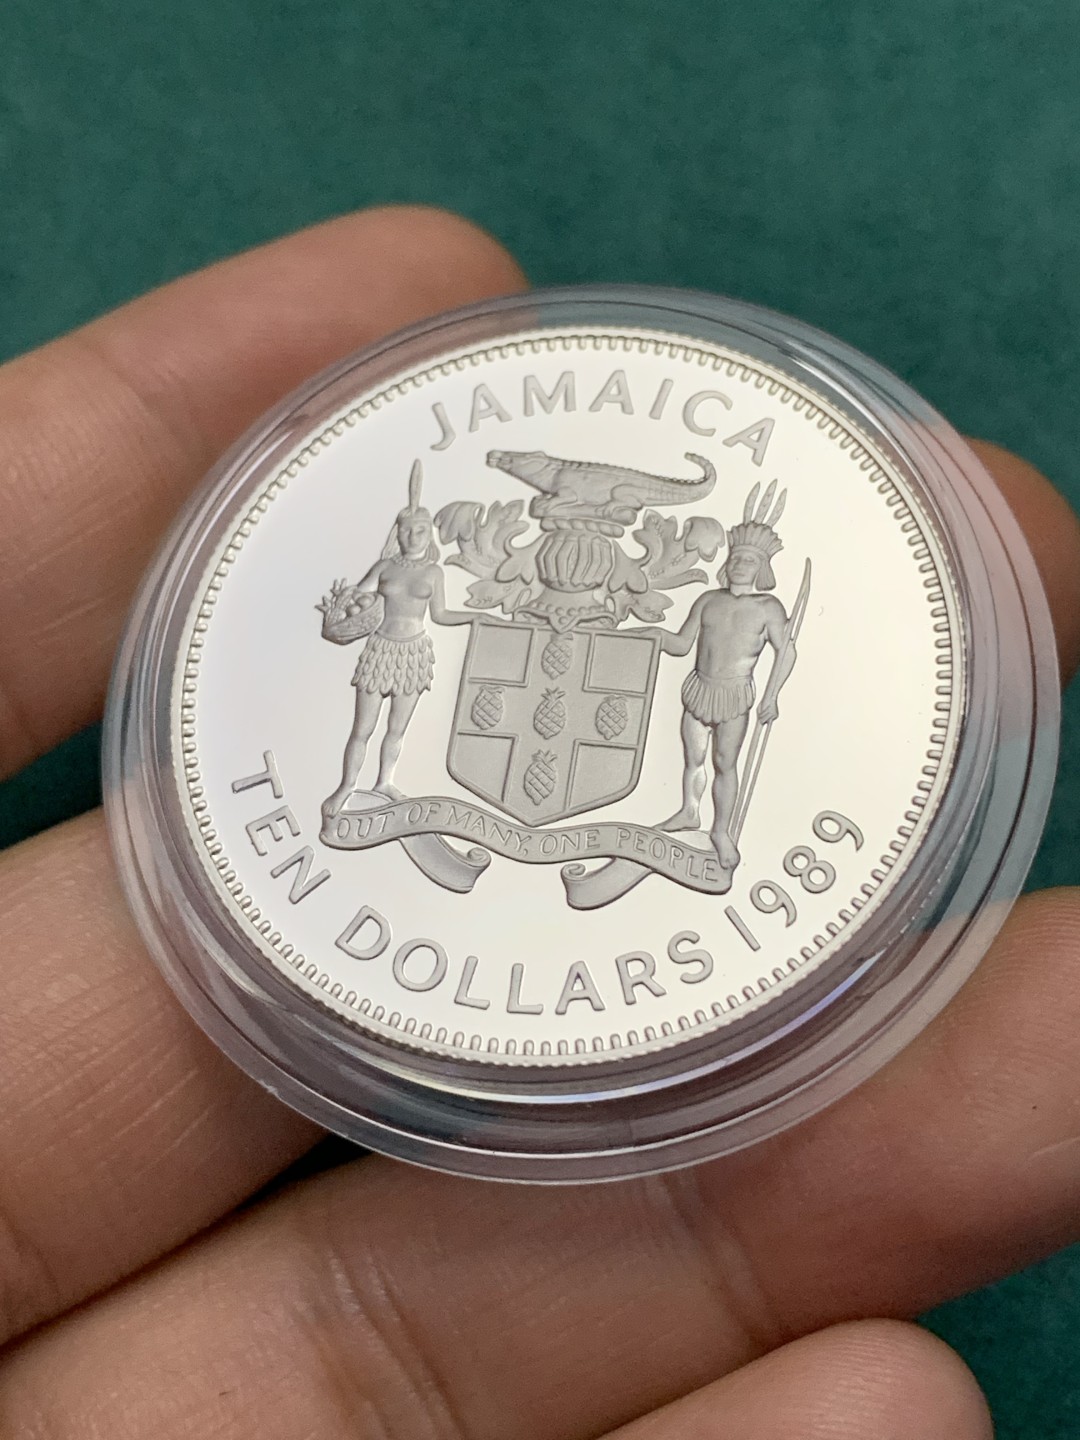 JAMAICA
OUT OF MANY, ONE PEOPLE
TEN DOLLARS 1989